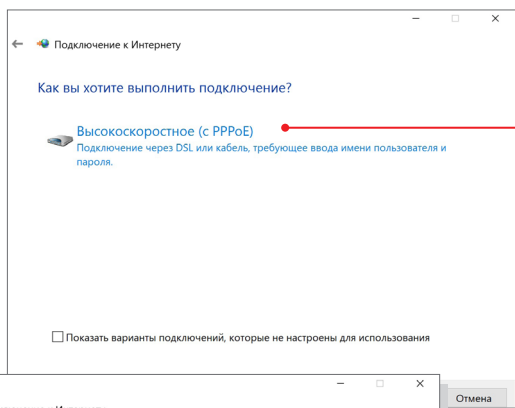 Подключение к Интернету
Как вы хотите выполнить подключение?
Высокоскоростное (с PPPoE)
Подключение через DSL или кабель, требующее ввода имени пользователя и
пароля.
Показать варианты подключений, которые не настроены для использования
Отмена